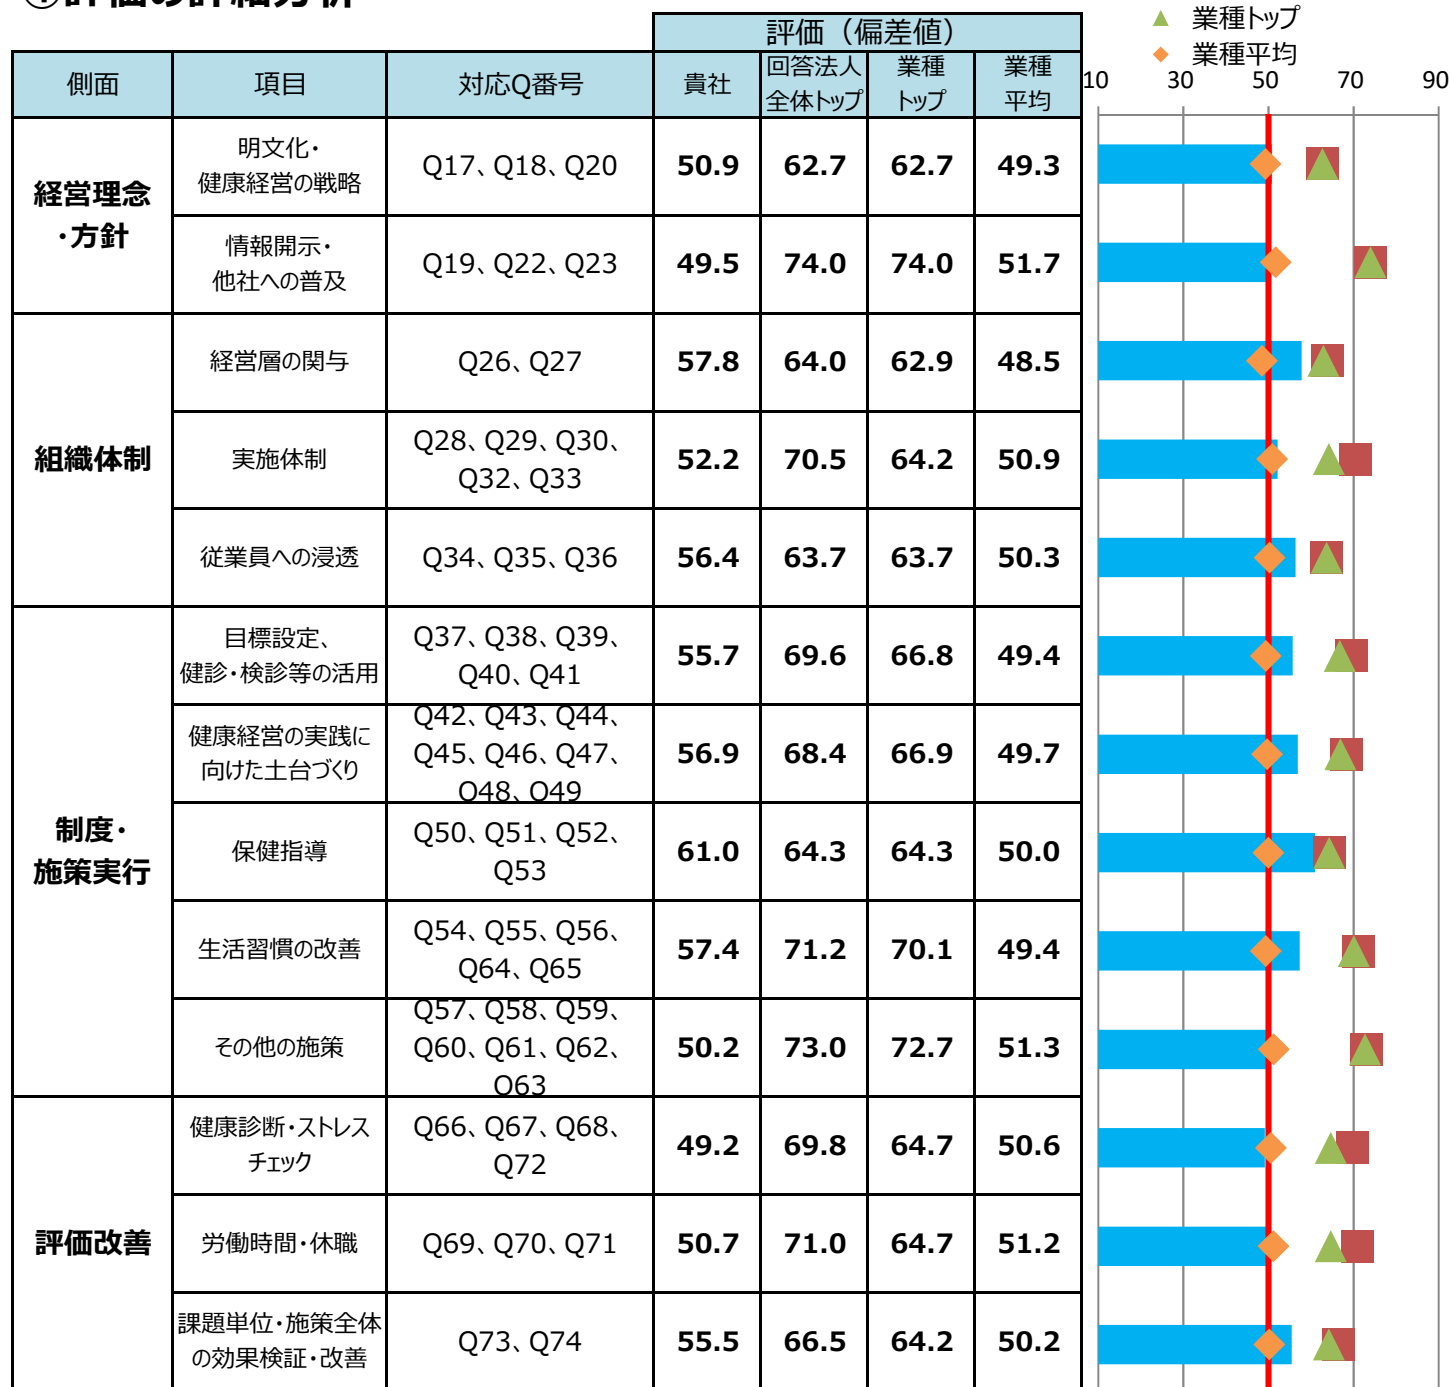 ①評価の詳細分析
▲ 業種トップ
◆ 業種平均
評価（偏差値）
側面 項目 対応Q番号 貴社 回答法人全体トップ 業種トップ 業種平均
10 30 50 70 90
経営理念・方針
明文化・健康経営の戦略 Q17、Q18、Q20 50.9 62.7 62.7 49.3
情報開示・他社への普及 Q19、Q22、Q23 49.5 74.0 74.0 51.7
組織体制
経営層の関与 Q26、Q27 57.8 64.0 62.9 48.5
実施体制 Q28、Q29、Q30、Q32、Q33 52.2 70.5 64.2 50.9
従業員への浸透 Q34、Q35、Q36 56.4 63.7 63.7 50.3
制度・施策実行
目標設定、健診・検診等の活用 Q37、Q38、Q39、Q40、Q41 55.7 69.6 66.8 49.4
健康経営の実践に向けた土台づくり Q42、Q43、Q44、Q45、Q46、Q47、Q48、Q49 56.9 68.4 66.9 49.7
保健指導 Q50、Q51、Q52、Q53 61.0 64.3 64.3 50.0
生活習慣の改善 Q54、Q55、Q56、Q64、Q65 57.4 71.2 70.1 49.4
その他の施策 Q57、Q58、Q59、Q60、Q61、Q62、Q63 50.2 73.0 72.7 51.3
評価改善
健康診断・ストレスチェック Q66、Q67、Q68、Q72 49.2 69.8 64.7 50.6
労働時間・休職 Q69、Q70、Q71 50.7 71.0 64.7 51.2
課題単位・施策全体の効果検証・改善 Q73、Q74 55.5 66.5 64.2 50.2